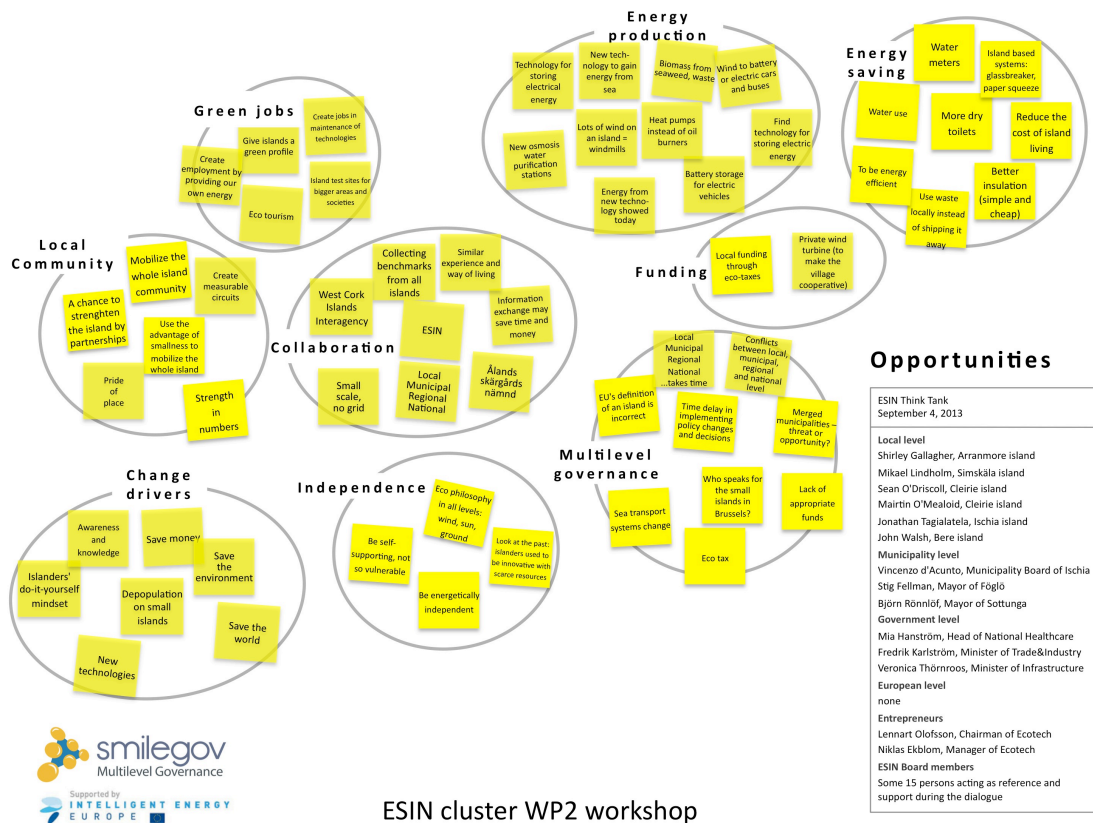 Green jobs
Create jobs in
maintenance of
technologies
Give islands a
green profile
Create
employment by
providing our
own energy
Island test sites for
bigger areas and
societies
Eco tourism
Energy
production
Technology for
storing
electrical
energy
New tech-
nology to gain
energy from
sea
Biomass from
seaweed, waste
Wind to battery
or electric cars
and buses
New osmosis
water
purification
stations
Lots of wind on
an island =
windmills
Heat pumps
instead of oil
burners
Find
technology for
storing electric
energy
Energy from
new techno-
logy showed
today
Battery storage
for electric
vehicles
Energy
saving
Water
meters
Island based
systems:
glassbreaker,
paper squeeze
Water use
More dry
toilets
Reduce the
cost of island
living
To be energy
efficient
Use waste
locally instead
of shipping it
away
Better
insulation
(simple and
cheap)
Local
Community
Mobilize the
whole island
community
Create
measurable
circuits
A chance to
strenghten
the island by
partnerships
Use the
advantage of
smallness to
mobilize the
whole island
Pride
of
place
Strength
in
numbers
Collaboration
Collecting
benchmarks
from all
islands
Similar
experience and
way of living
West Cork
Islands
Interagency
ESIN
Information
exchange may
save time and
money
Small
scale,
no grid
Local
Municipal
Regional
National
Ålands
skärgårds
nämnd
Funding
Local funding
through
eco-taxes
Private wind
turbine (to
make the
village
cooperative)
Multilevel
governance
Local
Municipal
Regional
National
...takes time
Conflicts
between local,
municipal,
regional
and national
level
EU's definition
of an island is
incorrect
Time delay in
implementing
policy changes
and decisions
Merged
municipalities –
threat or
opportunity?
Sea transport
systems change
Who speaks for
the small
islands in
Brussels?
Lack of
appropriate
funds
Eco tax
Change
drivers
Awareness
and
knowledge
Save money
Save
the
environment
Islanders'
do-it-yourself
mindset
Depopulation
on small
islands
Save the
world
New
technologies
Independence
Eco philosophy
in all levels:
wind, sun,
ground
Be self-
supporting, not
so vulnerable
Look at the past:
islanders used to
be innovative with
scarce resources
Be energetically
independent
Opportunities
ESIN Think Tank
September 4, 2013
Local level
Shirley Gallagher, Arranmore island
Mikael Lindholm, Simskäla island
Sean O'Driscoll, Cleirie island
Mairtin O'Mealoid, Cleirie island
Jonathan Tagialatela, Ischia island
John Walsh, Bere island
Municipality level
Vincenzo d'Acunto, Municipality Board of Ischia
Stig Fellman, Mayor of Föglö
Björn Rönnlöf, Mayor of Sottunga
Government level
Mia Hanström, Head of National Healthcare
Fredrik Karlström, Minister of Trade&Industry
Veronica Thörnroos, Minister of Infrastructure
European level
none
Entrepreneurs
Lennart Olofsson, Chairman of Ecotech
Niklas Ekblom, Manager of Ecotech
ESIN Board members
Some 15 persons acting as reference and
support during the dialogue
smilegov
Multilevel Governance
Supported by
INTELLIGENT ENERGY
EUROPE
ESIN cluster WP2 workshop